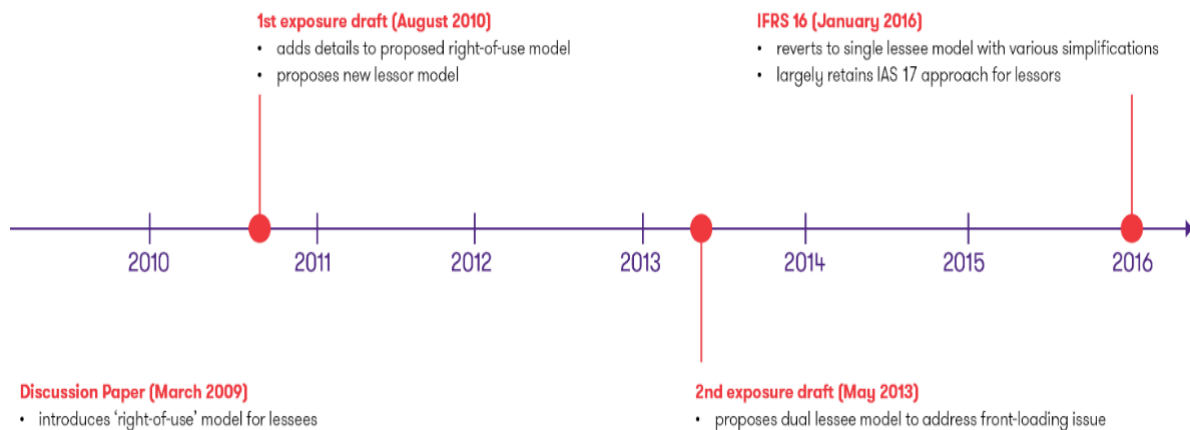 1st exposure draft (August 2010)
• adds details to proposed right-of-use model
• proposes new lessor model
IFRS 16 (January 2016)
• reverts to single lessee model with various simplifications
• largely retains IAS 17 approach for lessors
2010
2011
2012
2013
2014
2015
2016
Discussion Paper (March 2009)
• introduces ‘right-of-use’ model for lessees
2nd exposure draft (May 2013)
• proposes dual lessee model to address front-loading issue